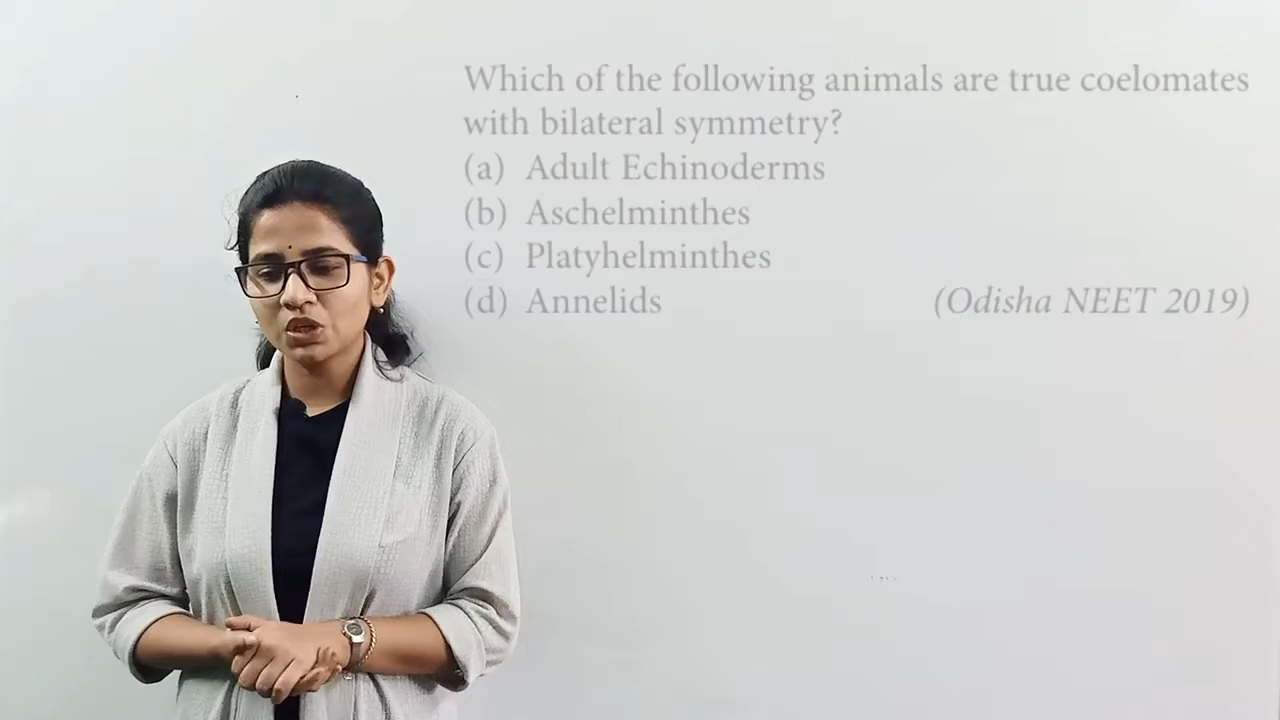 Which of the following animals are true coelomates
with bilateral symmetry?
(a) Adult Echinoderms
(b) Aschelminthes
(c) Platyhelminthes
(d) Annelids (Odisha NEET 2019)